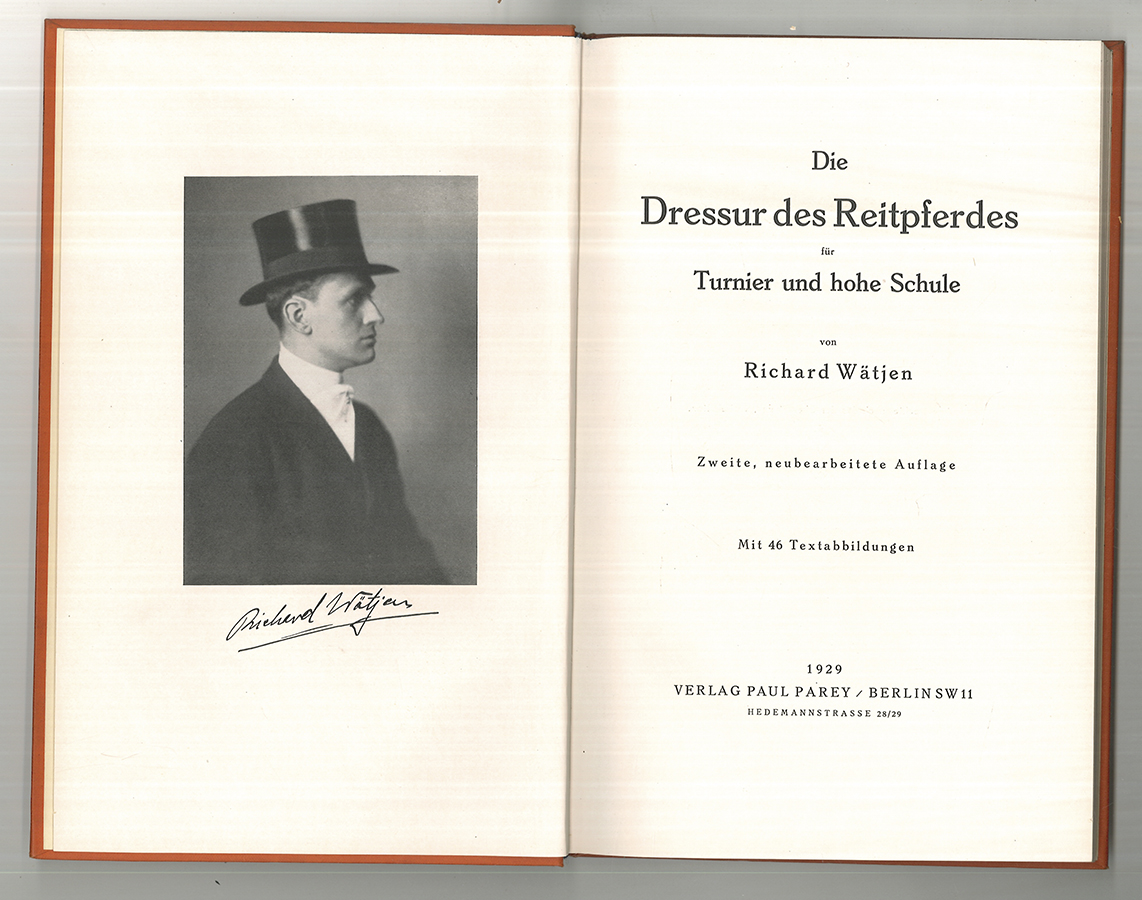 Richard Wätjen
Die
Dressur des Reitpferdes
für
Turnier und hohe Schule
von
Richard Wätjen
Zweite, neubearbeitete Auflage
Mit 46 Textabbildungen
1929
VERLAG PAUL PAREY / BERLIN SW 11
HEDEMANNSTRASSE 28/29